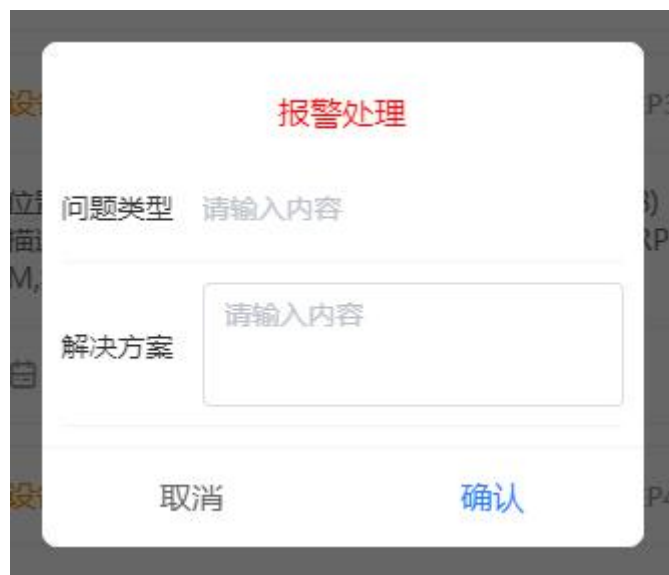 报警处理
问题类型 请输入内容
请输入内容
解决方案
取消 确认